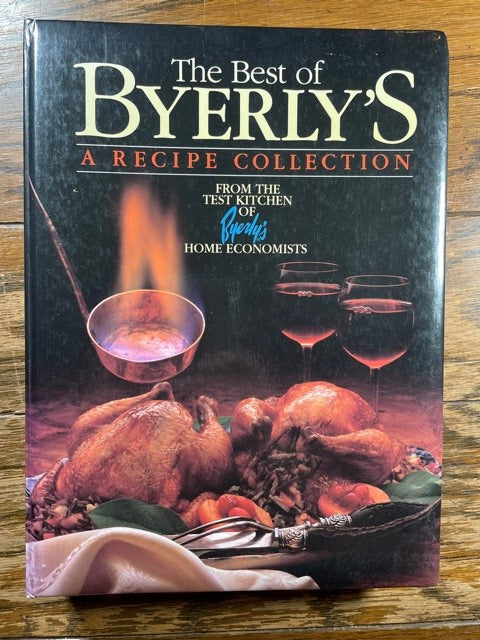 The Best of
BYERLY'S
A RECIPE COLLECTION
FROM THE
TEST KITCHEN
OF
Byerly's
HOME ECONOMISTS